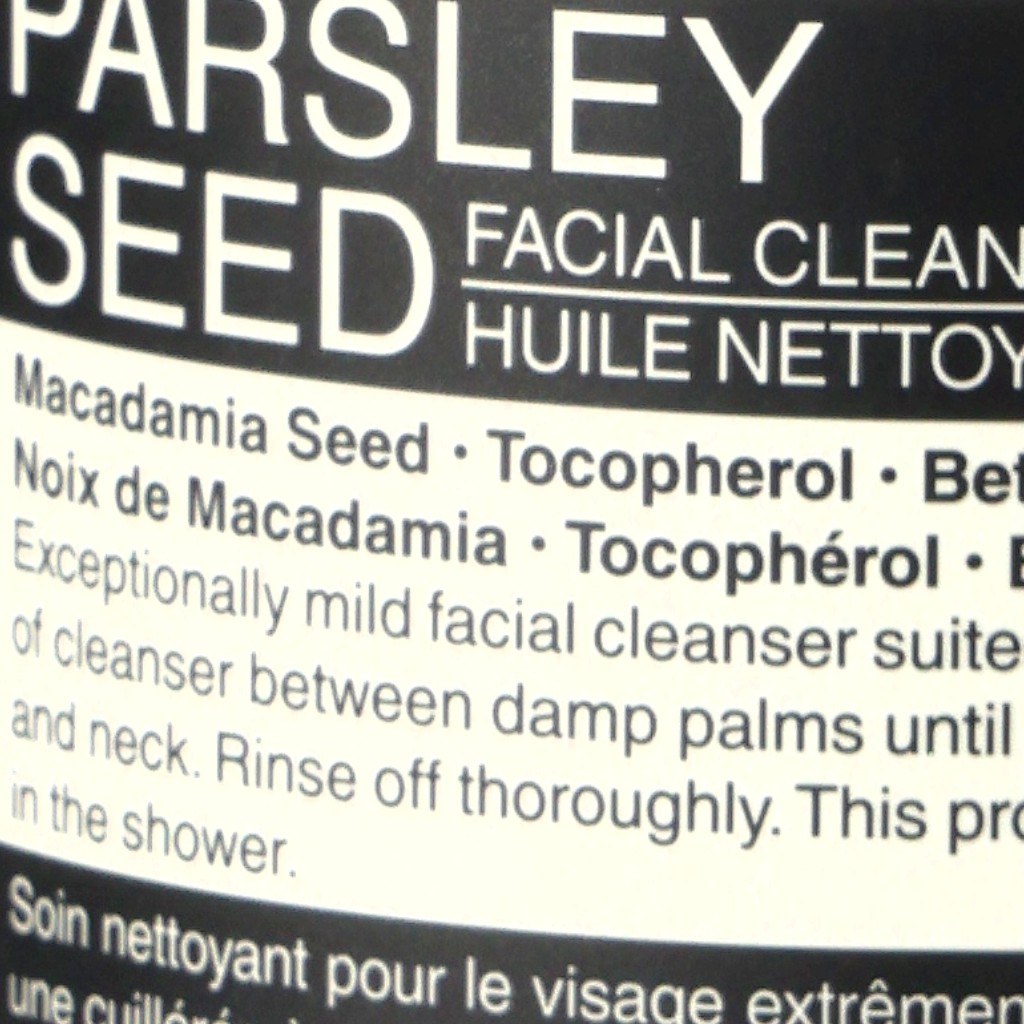 PARSLEY
SEED
FACIAL CLEAN
HUILE NETTOY
Macadamia Seed · Tocopherol · Bet
Noix de Macadamia · Tocophérol ·
Exceptionally mild facial cleanser suite
of cleanser between damp palms until
and neck. Rinse off thoroughly. This pro
in the shower.
Soin nettoyant pour le visage extrêmen
une